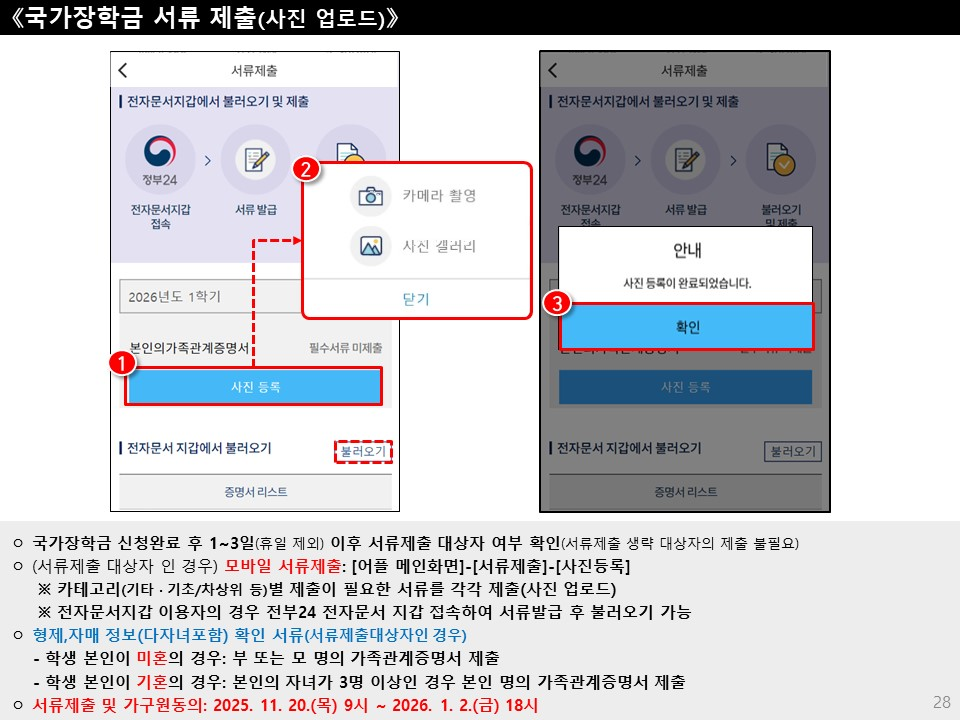 《국가장학금 서류 제출(사진 업로드)》
서류제출
전자문서지갑에서 불러오기 및 제출
정부24
전자문서지갑
접속
서류 발급
2026년도 1학기
본인의가족관계증명서
필수서류 미제출
1
사진 등록
전자문서 지갑에서 불러오기
불러오기
증명서 리스트
2
카메라 촬영
사진 갤러리
닫기
서류제출
전자문서지갑에서 불러오기 및 제출
정부24
전자문서지갑
접속
서류 발급
불러오기
및 제출
안내
사진 등록이 완료되었습니다.
3
확인
사진 등록
전자문서 지갑에서 불러오기
불러오기
증명서 리스트
○ 국가장학금 신청완료 후 1~3일(휴일 제외) 이후 서류제출 대상자 여부 확인(서류제출 생략 대상자의 제출 불필요)
○ (서류제출 대상자 인 경우) 모바일 서류제출: [어플 메인화면]-[서류제출]-[사진등록]
※ 카테고리(기타 · 기초/차상위 등)별 제출이 필요한 서류를 각각 제출(사진 업로드)
※ 전자문서지갑 이용자의 경우 전부24 전자문서 지갑 접속하여 서류발급 후 불러오기 가능
○ 형제,자매 정보(다자녀포함) 확인 서류(서류제출대상자인 경우)
- 학생 본인이 미혼의 경우: 부 또는 모 명의 가족관계증명서 제출
- 학생 본인이 기혼의 경우: 본인의 자녀가 3명 이상인 경우 본인 명의 가족관계증명서 제출
○ 서류제출 및 가구원동의: 2025. 11. 20.(목) 9시 ~ 2026. 1. 2.(금) 18시
28